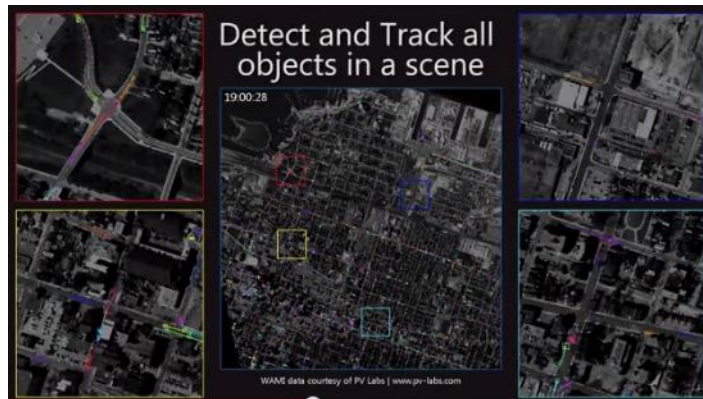 Detect and Track all
objects in a scene
19:00:28
WAMI data courtesy of PV Labs | www.pv-labs.com